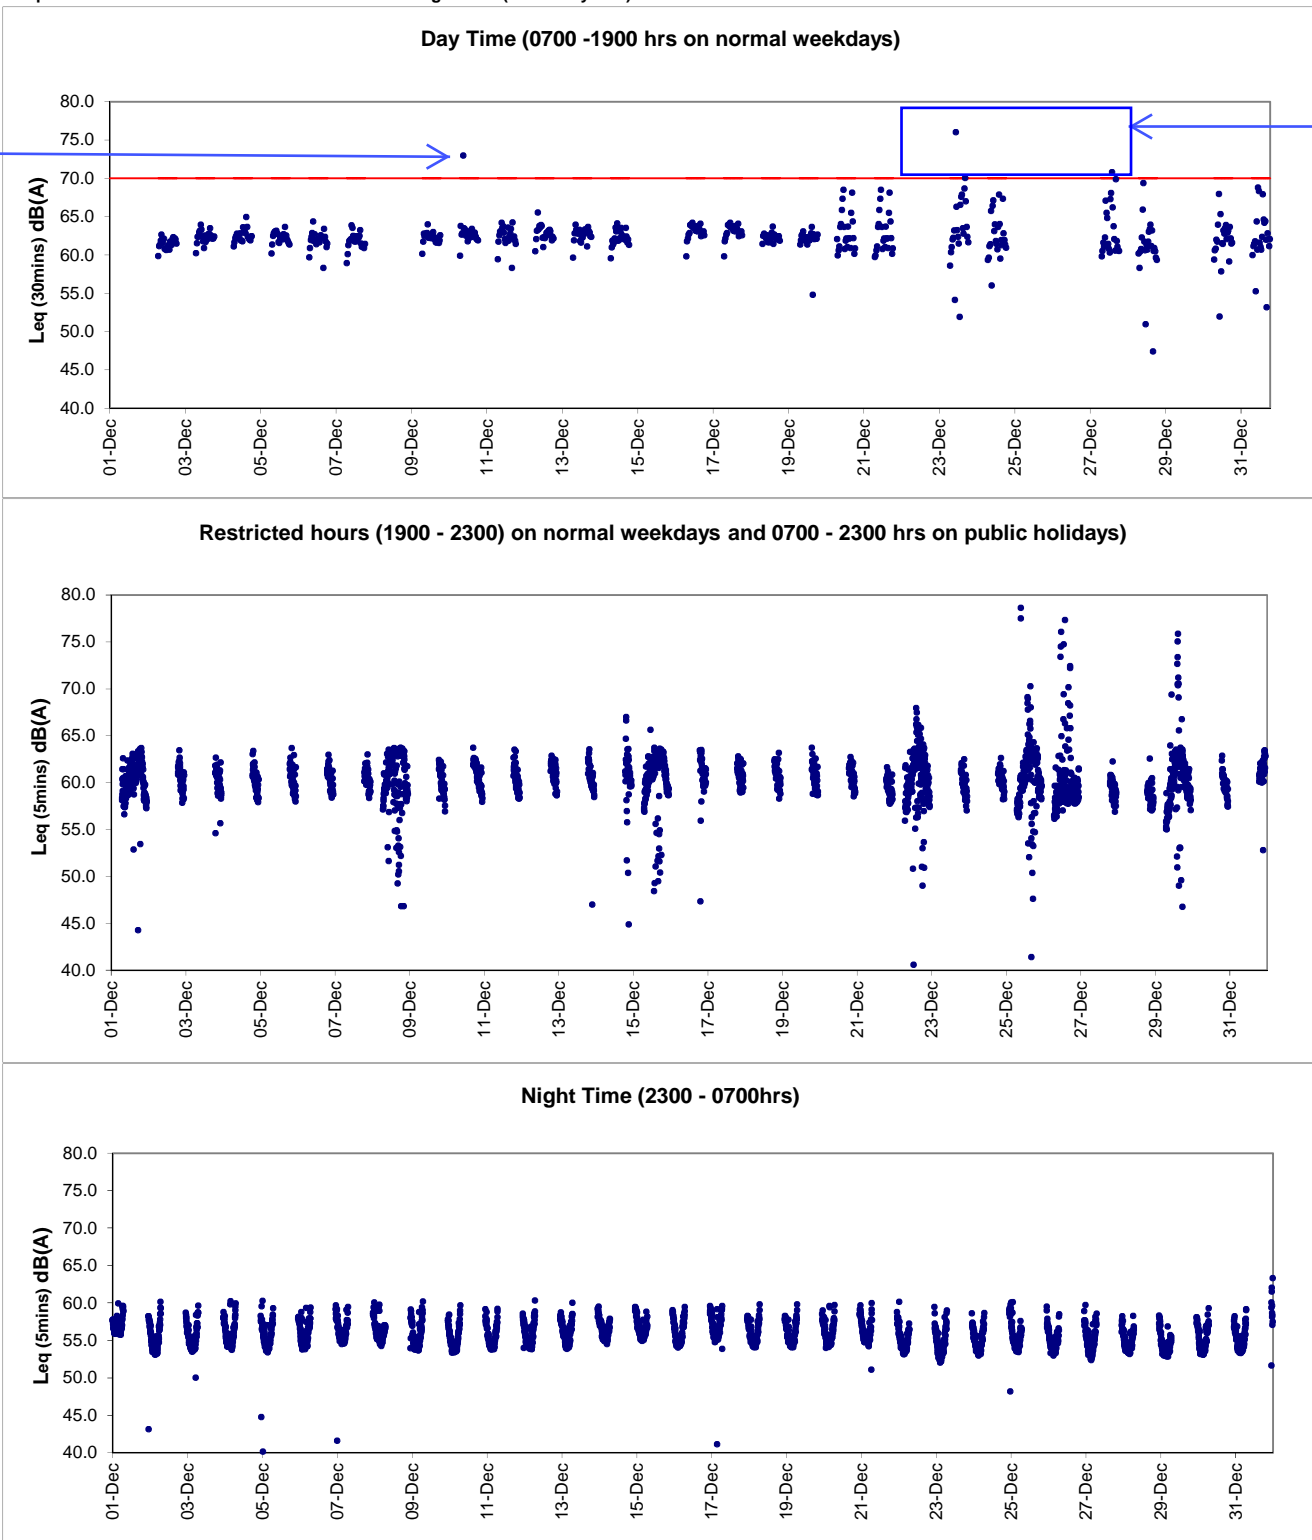 Day Time (0700 -1900 hrs on normal weekdays)
80.0
75.0
70.0
65.0
60.0
55.0
50.0
45.0
40.0
Leq (30mins) dB(A)
01-Dec
03-Dec
05-Dec
07-Dec
09-Dec
11-Dec
13-Dec
15-Dec
17-Dec
19-Dec
21-Dec
23-Dec
25-Dec
27-Dec
29-Dec
31-Dec
Restricted hours (1900 - 2300) on normal weekdays and 0700 - 2300 hrs on public holidays)
80.0
75.0
70.0
65.0
60.0
55.0
50.0
45.0
40.0
Leq (5mins) dB(A)
01-Dec
03-Dec
05-Dec
07-Dec
09-Dec
11-Dec
13-Dec
15-Dec
17-Dec
19-Dec
21-Dec
23-Dec
25-Dec
27-Dec
29-Dec
31-Dec
Night Time (2300 - 0700hrs)
80.0
75.0
70.0
65.0
60.0
55.0
50.0
45.0
40.0
Leq (5mins) dB(A)
01-Dec
03-Dec
05-Dec
07-Dec
09-Dec
11-Dec
13-Dec
15-Dec
17-Dec
19-Dec
21-Dec
23-Dec
25-Dec
27-Dec
29-Dec
31-Dec